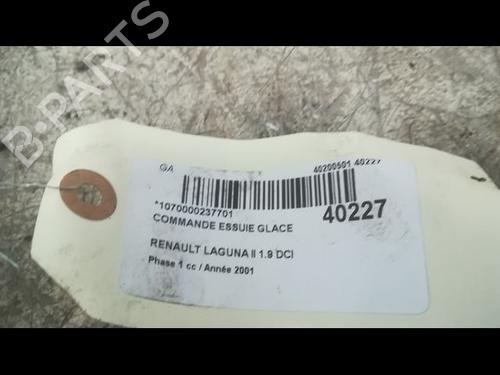 B-PARTS
GA 40200501 40227
*1070000237701
COMMANDE ESSUIE GLACE
40227
RENAULT LAGUNA II 1.9 DCI
Phase 1 cc / Année 2001